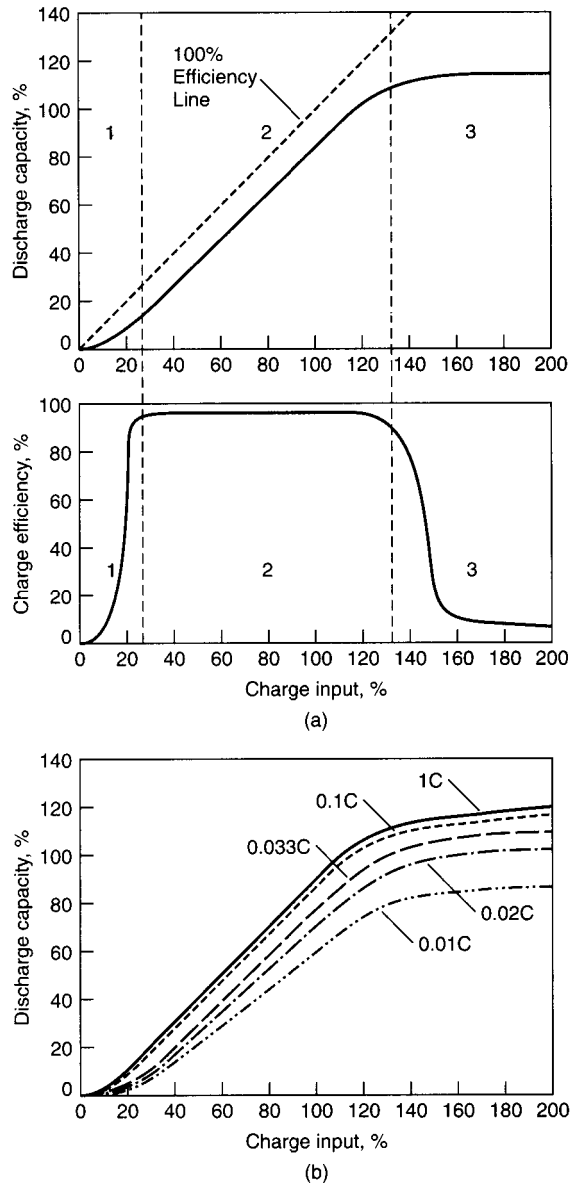 140
120
100
80
60
40
20
0
Discharge capacity, %
100%
Efficiency
Line
1
2
3
0 20 40 60 80 100 120 140 160 180 200
100
80
60
40
20
0
Charge efficiency, %
1
2
3
0 20 40 60 80 100 120 140 160 180 200
Charge input, %
(a)
140
120
100
80
60
40
20
0
Discharge capacity, %
1C
0.1C
0.033C
0.02C
0.01C
0 20 40 60 80 100 120 140 160 180 200
Charge input, %
(b)